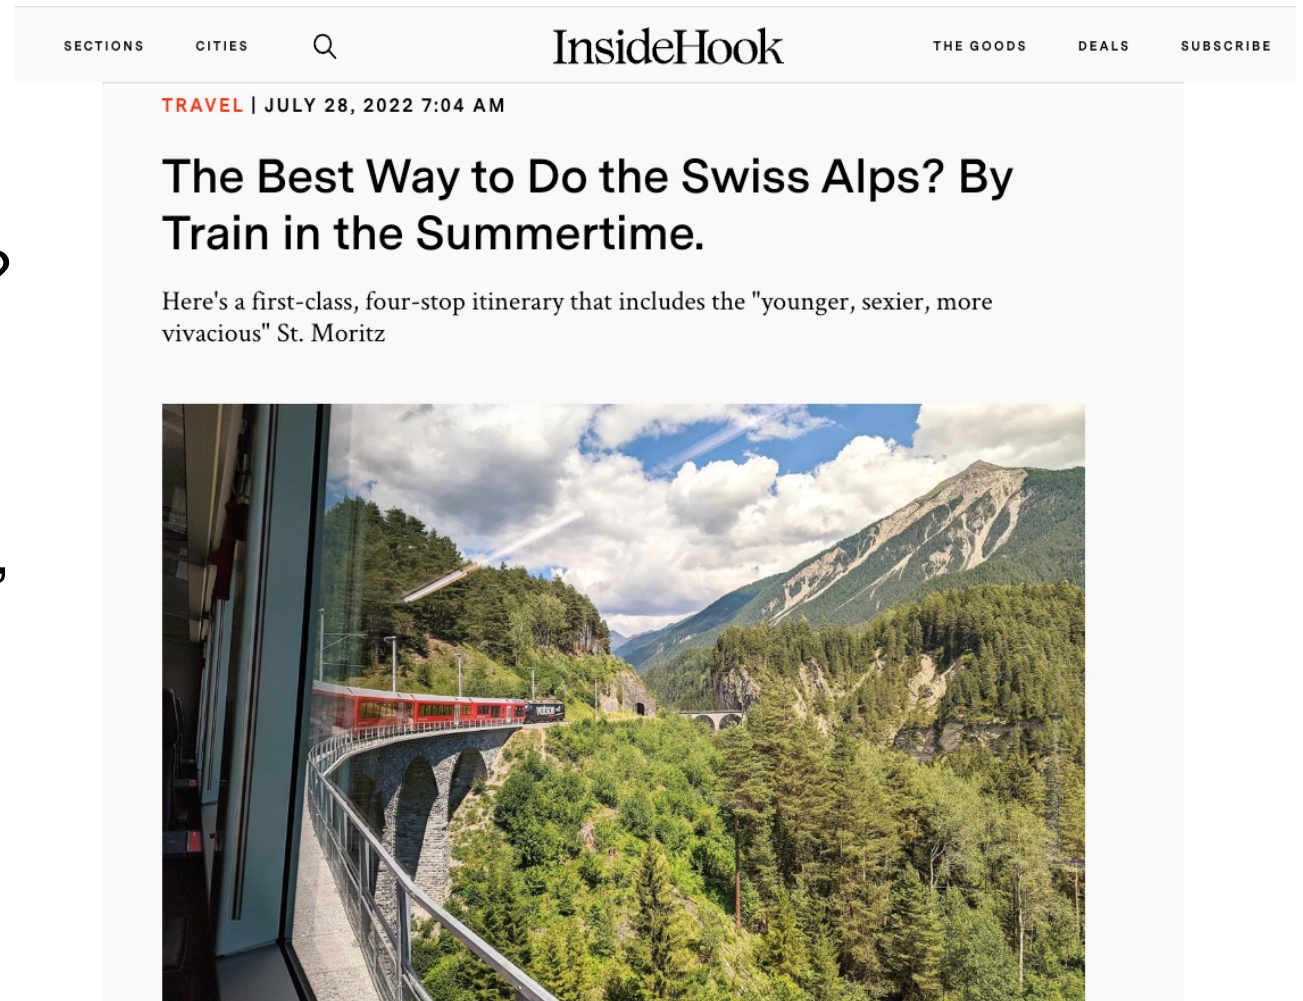 SECTIONS CITIES InsideHook THE GOODS DEALS SUBSCRIBE
TRAVEL | JULY 28, 2022 7:04 AM
The Best Way to Do the Swiss Alps? By
Train in the Summertime.
Here's a first-class, four-stop itinerary that includes the "younger, sexier, more
vivacious" St. Moritz